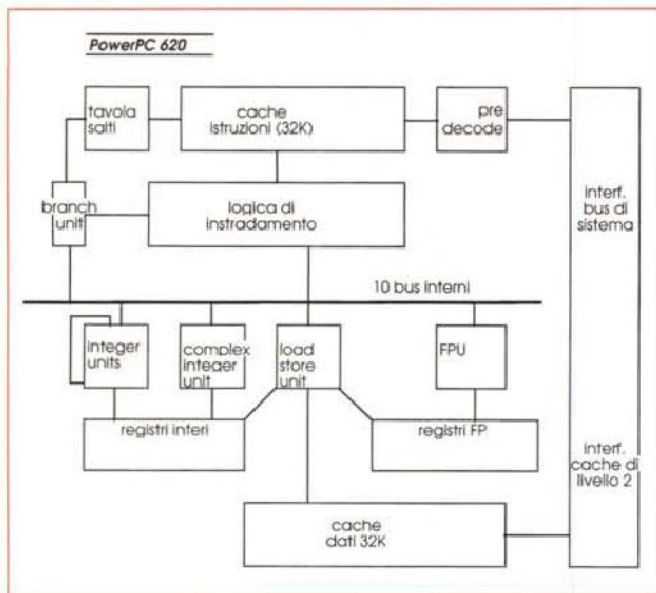 PowerPC 620
tavola
salti
cache
istruzioni (32K)
pre
decode
branch
unit
logica di
instradamento
interf.
bus di
sistema
10 bus interni
integer
units
complex
integer
unit
load
store
unit
FPU
registri interi
registri FP
interf.
cache di
livello 2
cache
dati 32K